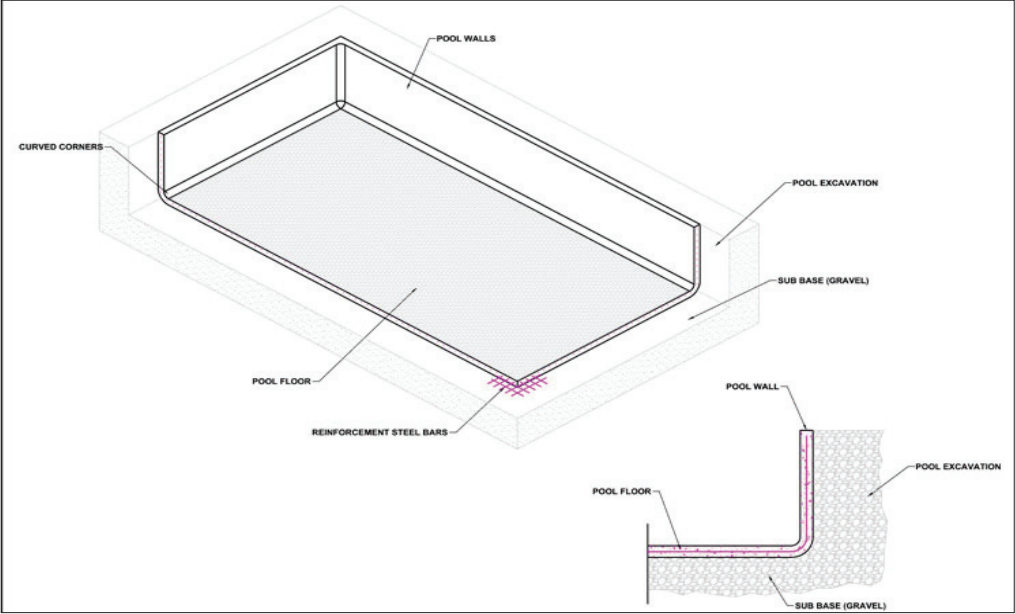 POOL WALLS
CURVED CORNERS
POOL EXCAVATION
SUB BASE (GRAVEL)
POOL FLOOR
REINFORCEMENT STEEL BARS
POOL WALL
POOL EXCAVATION
POOL FLOOR
SUB BASE (GRAVEL)